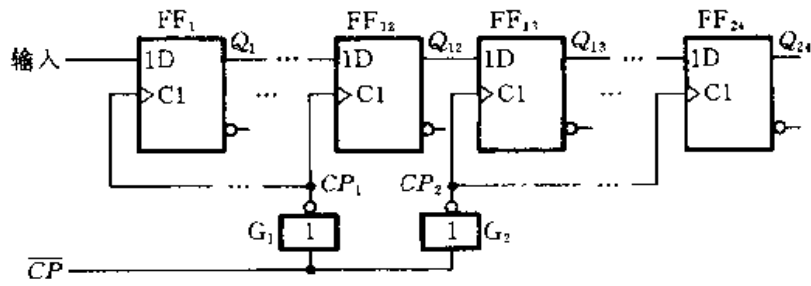 FF₁ FF₁₂ FF₁₃ FF₂₄
输入 1D Q₁ … 1D Q₁₂ 1D Q₁₃ … 1D Q₂₄
C1 … C1 C1 … C1
… CP₁ CP₂ …
G₁ 1 1 G₂
C̅P̅